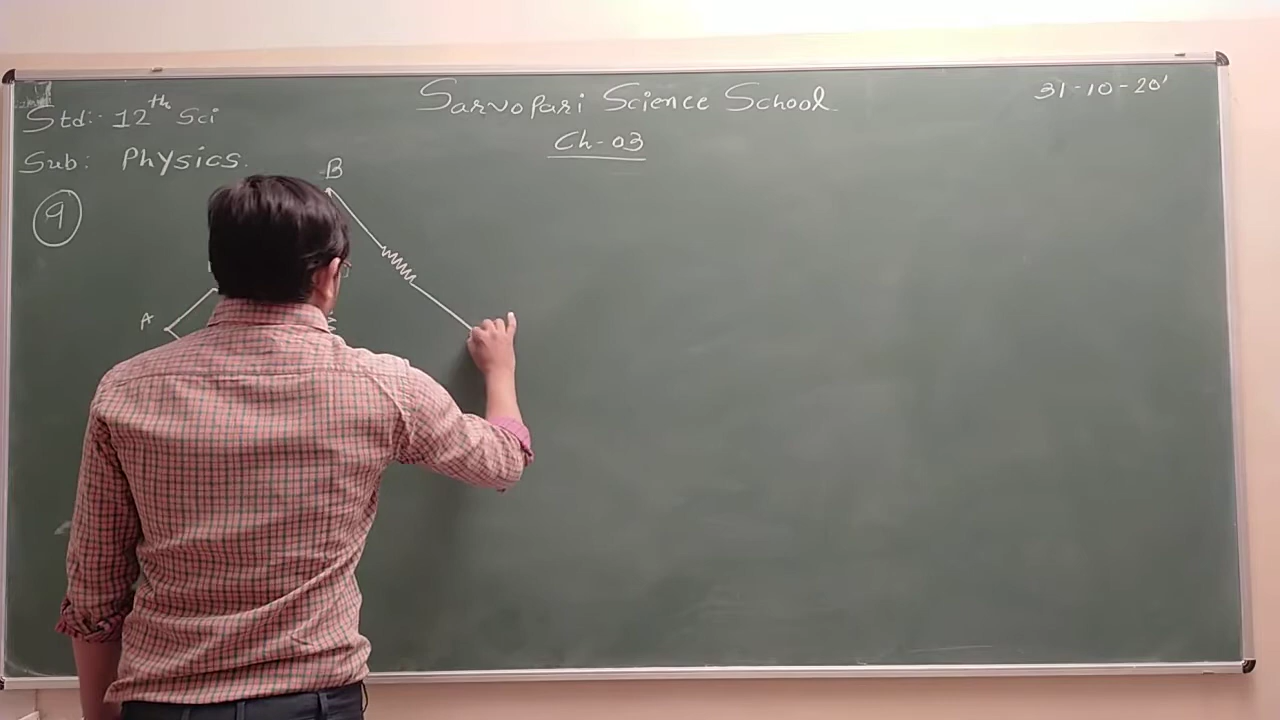 Std:- 12th Sci
Sarvopari Science School
31-10-20'
Sub: Physics.
Ch-03
9
B
A